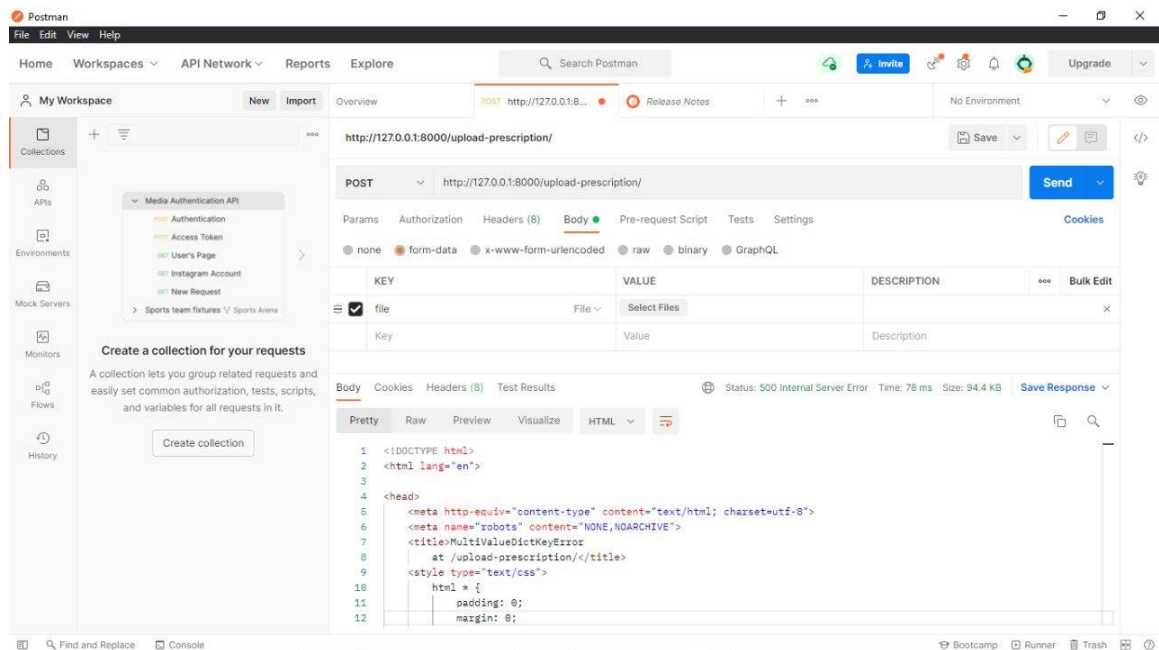 Postman
File Edit View Help
Home Workspaces API Network Reports Explore Search Postman Invite Upgrade
My Workspace New Import Overview POST http://127.0.0.1:8... Release Notes No Environment
http://127.0.0.1:8000/upload-prescription/ Save
POST http://127.0.0.1:8000/upload-prescription/ Send
Params Authorization Headers (8) Body Pre-request Script Tests Settings Cookies
none form-data x-www-form-urlencoded raw binary GraphQL
KEY VALUE DESCRIPTION Bulk Edit
file File Select Files
Key Value Description
Collections
APIs
Environments
Mock Servers
Monitors
Flows
History
Media Authentication API
POST Authentication
POST Access Token
GET User's Page
GET Instagram Account
GET New Request
Sports team fixtures Sports Arena
Create a collection for your requests
A collection lets you group related requests and
easily set common authorization, tests, scripts,
and variables for all requests in it.
Create collection
Body Cookies Headers (8) Test Results Status: 500 Internal Server Error Time: 78 ms Size: 94.4 KB Save Response
Pretty Raw Preview Visualize HTML
1 <!DOCTYPE html>
2 <html lang="en">
3
4 <head>
5 <meta http-equiv="content-type" content="text/html; charset=utf-8">
6 <meta name="robots" content="NONE,NOARCHIVE">
7 <title>MultiValueDictKeyError
8 at /upload-prescription/</title>
9 <style type="text/css">
10 html * {
11 padding: 0;
12 margin: 0;
Find and Replace Console Bootcamp Runner Trash